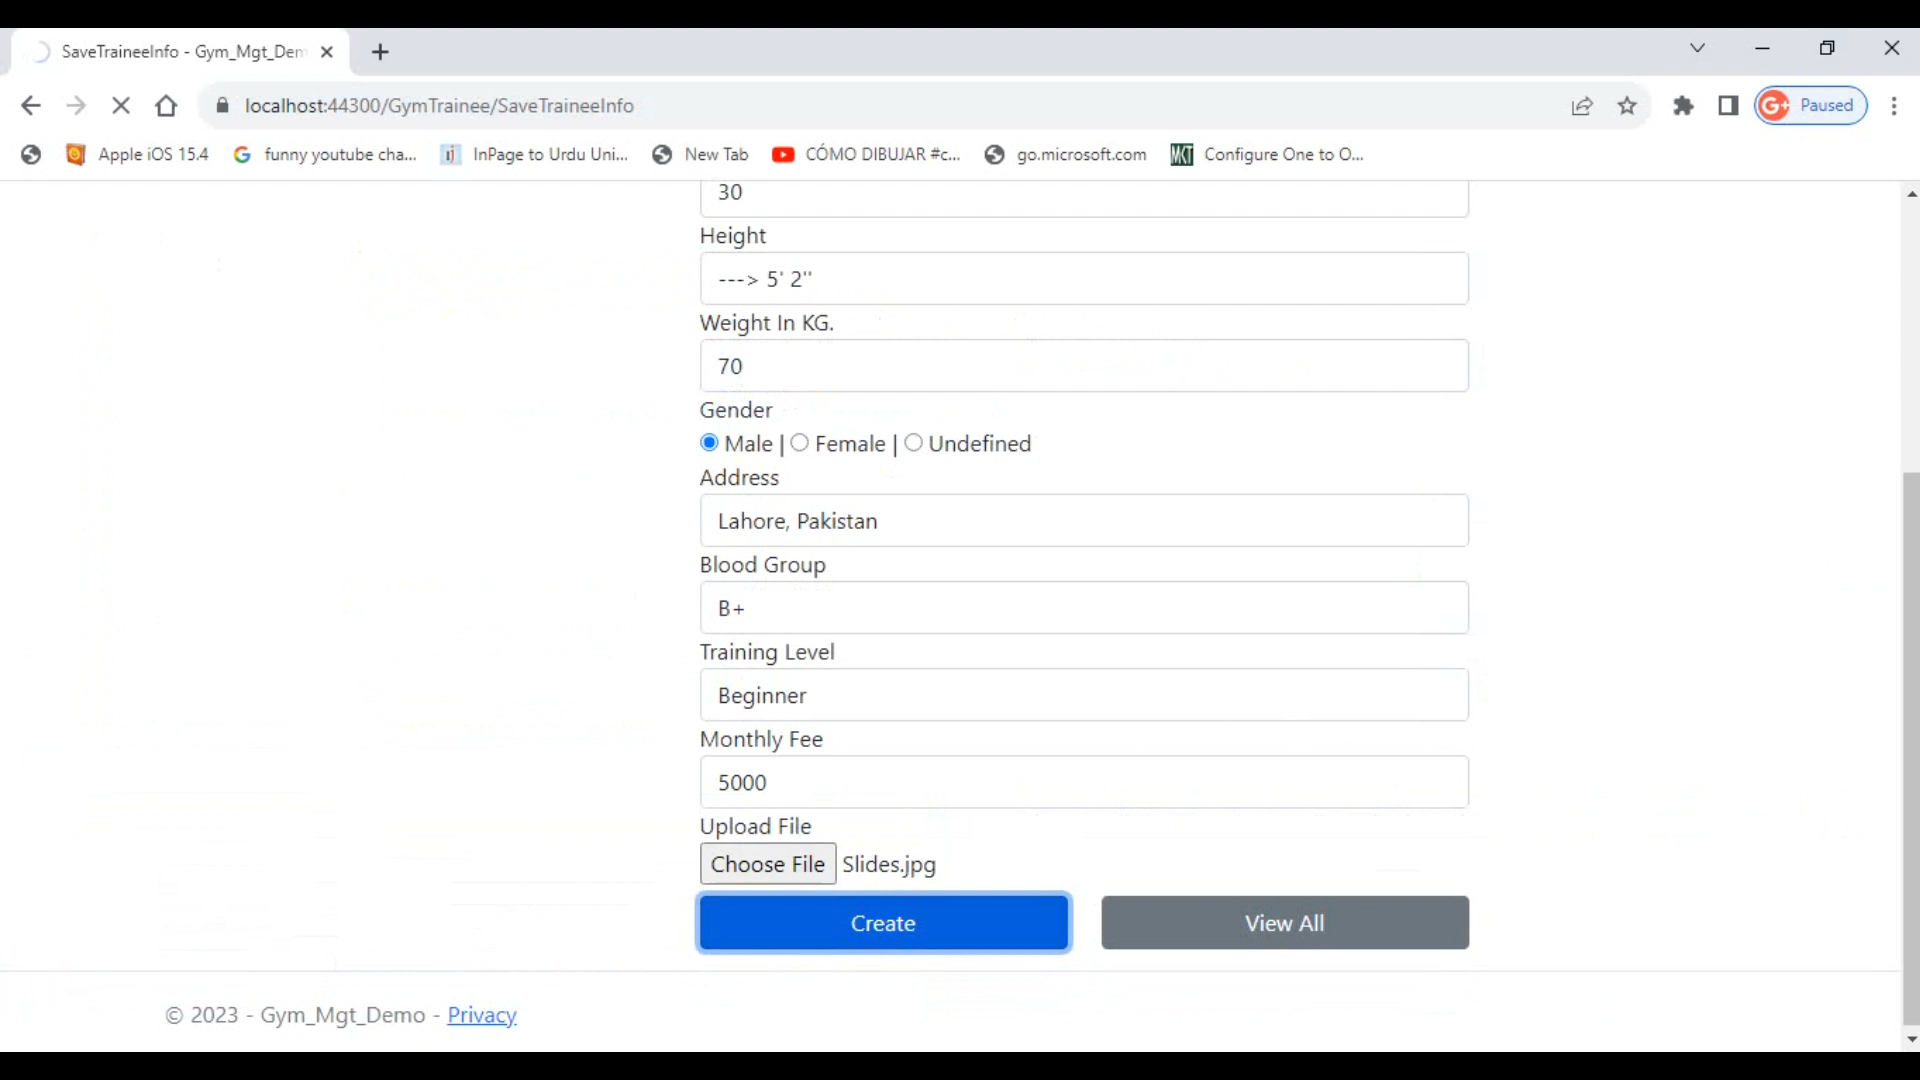 SaveTraineeInfo - Gym_Mgt_Dem
localhost:44300/GymTrainee/SaveTraineeInfo
G+ Paused
Apple iOS 15.4
funny youtube cha...
InPage to Urdu Uni...
New Tab
CÓMO DIBUJAR #c...
go.microsoft.com
MKT Configure One to O...
30
Height
---> 5' 2''
Weight In KG.
70
Gender
Male | Female | Undefined
Address
Lahore, Pakistan
Blood Group
B+
Training Level
Beginner
Monthly Fee
5000
Upload File
Choose File Slides.jpg
Create
View All
© 2023 - Gym_Mgt_Demo - Privacy